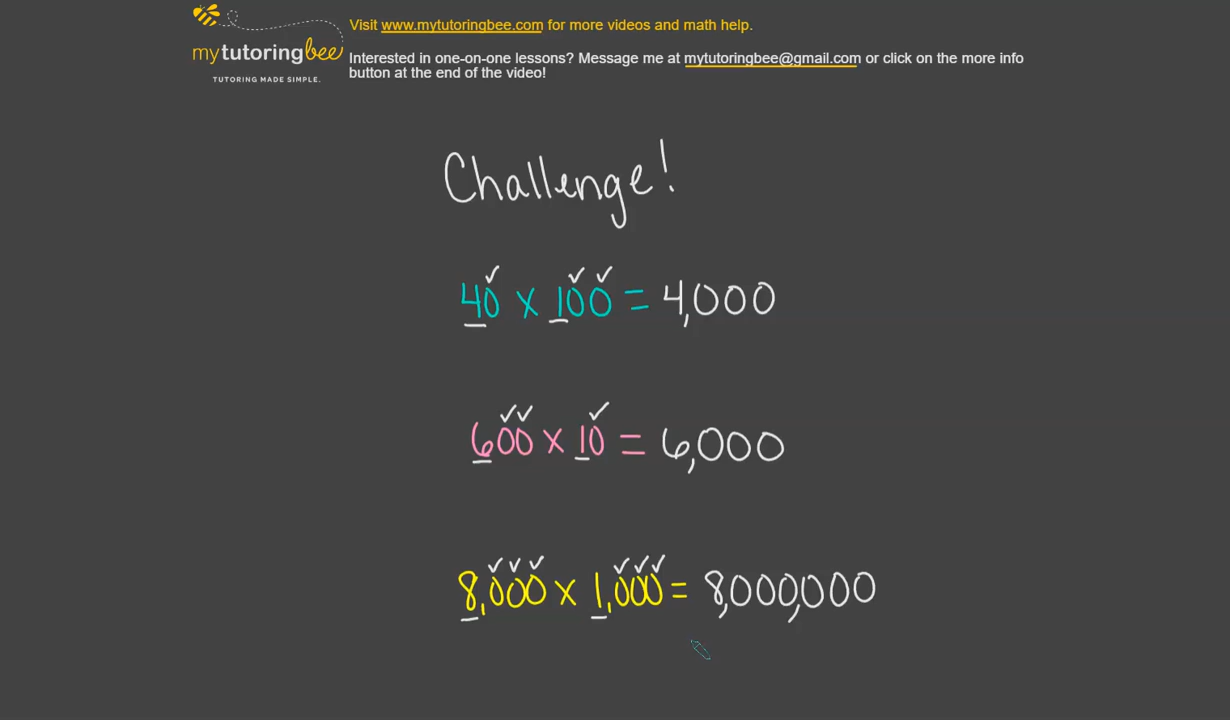 Visit www.mytutoringbee.com for more videos and math help.
mytutoringbee
TUTORING MADE SIMPLE.
Interested in one-on-one lessons? Message me at mytutoringbee@gmail.com or click on the more info
button at the end of the video!
Challenge!
40 x 100 = 4,000
600 x 10 = 6,000
8,000 x 1,000 = 8,000,000